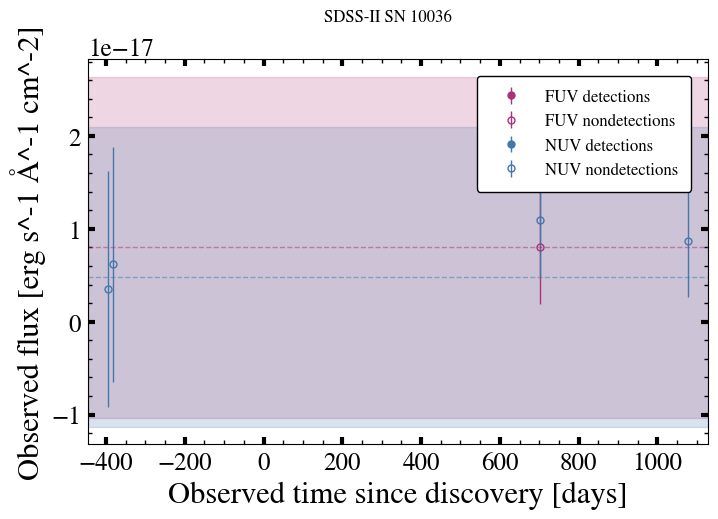 SDSS-II SN 10036
1e−17
2
1
0
−1
Observed flux [erg s^-1 Å^-1 cm^-2]
FUV detections
FUV nondetections
NUV detections
NUV nondetections
−400 −200 0 200 400 600 800 1000
Observed time since discovery [days]